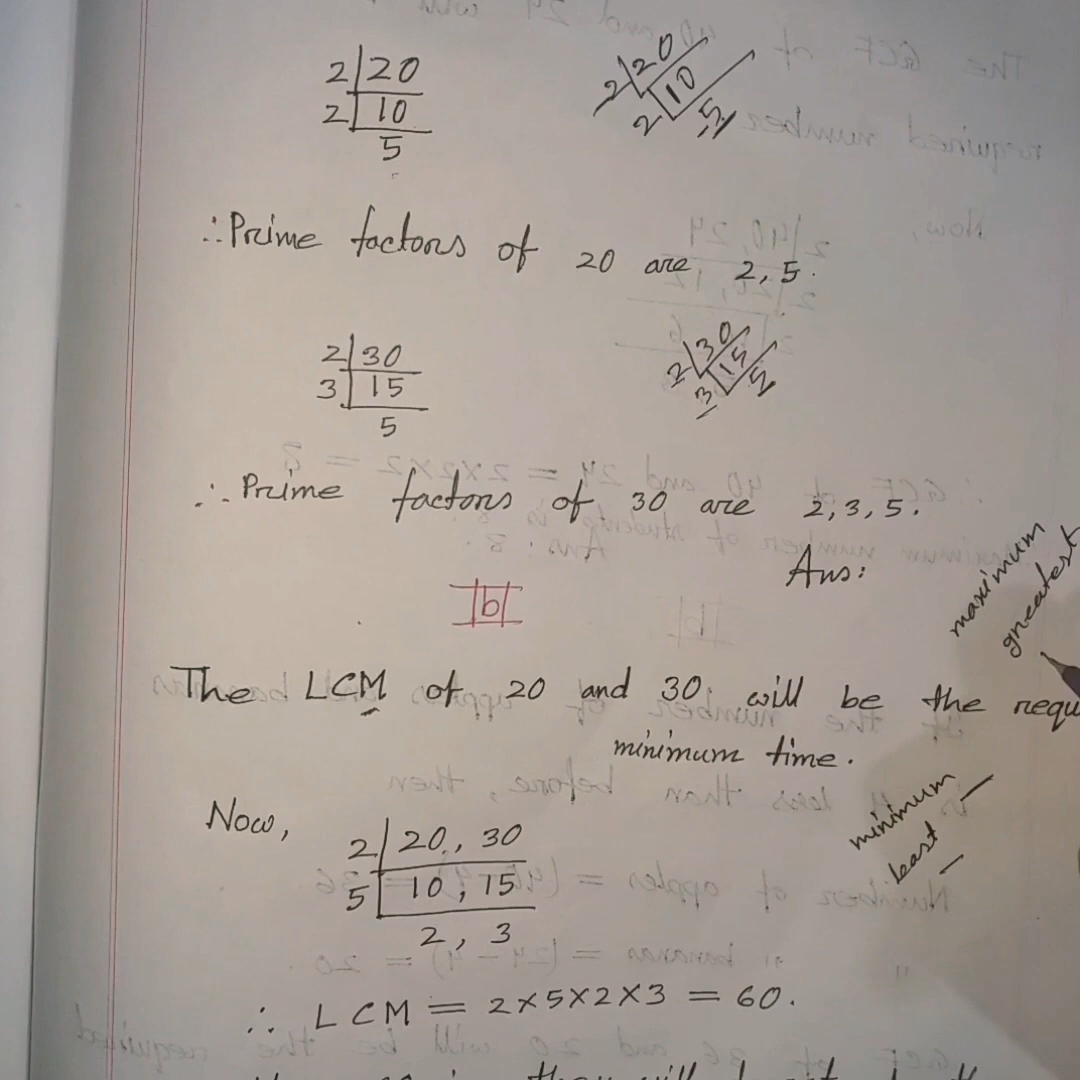 2 20 2 20
2 10 2 10
5 5
∴ Prime factors of 20 are 2, 5.
2 30 2 30
3 15 3 15
5 5
∴ Prime factors of 30 are 2, 3, 5.
Ans:
maximum
greatest
1b
The LCM of 20 and 30 will be the requ
minimum time.
minimum
least
Now,
2 20, 30
5 10, 15
2, 3
∴ LCM = 2×5×2×3 = 60.